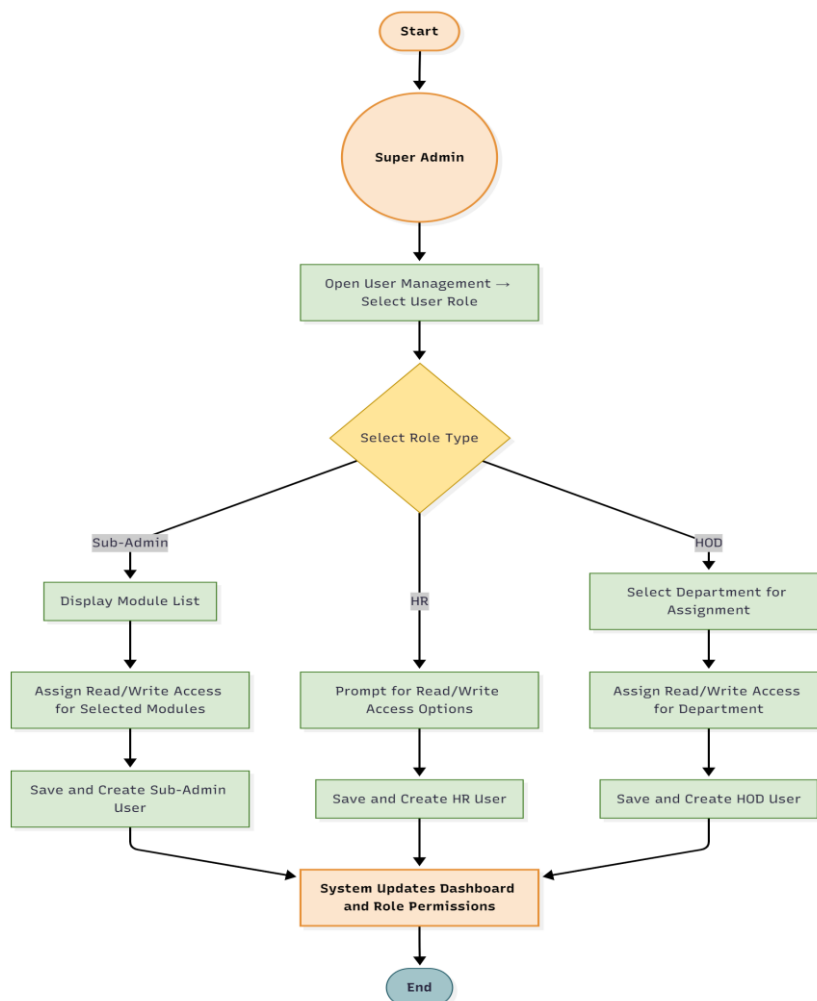 Start
Super Admin
Open User Management →
Select User Role
Select Role Type
Sub-Admin
HOD
HR
Display Module List
Select Department for
Assignment
Assign Read/Write Access
for Selected Modules
Prompt for Read/Write
Access Options
Assign Read/Write Access
for Department
Save and Create Sub-Admin
User
Save and Create HR User
Save and Create HOD User
System Updates Dashboard
and Role Permissions
End